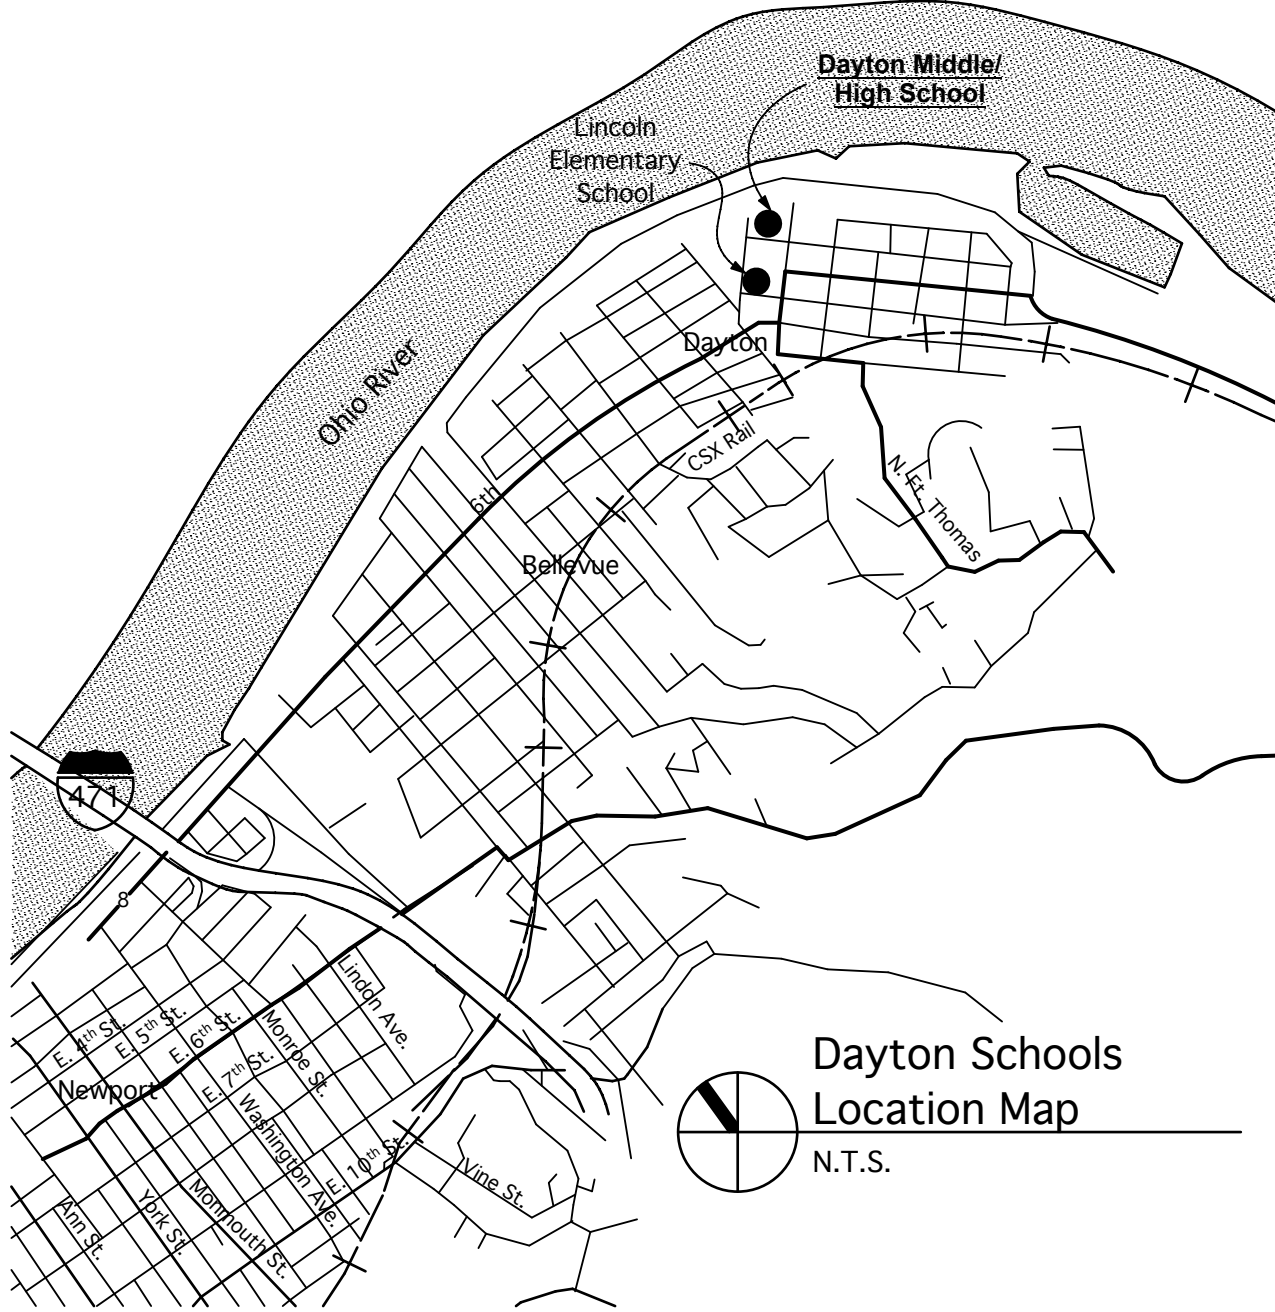 Dayton Middle/
High School
Lincoln
Elementary
School
Ohio River
Dayton
CSX Rail
6th
N. Ft. Thomas
Bellevue
471
8
Lindon Ave.
E. 4th St.
E. 5th St.
E. 6th St.
Monroe St.
E. 7th St.
Newport
Washington Ave.
E. 10th St.
Vine St.
Ann St.
York St.
Monmouth St.
Dayton Schools
Location Map
N.T.S.